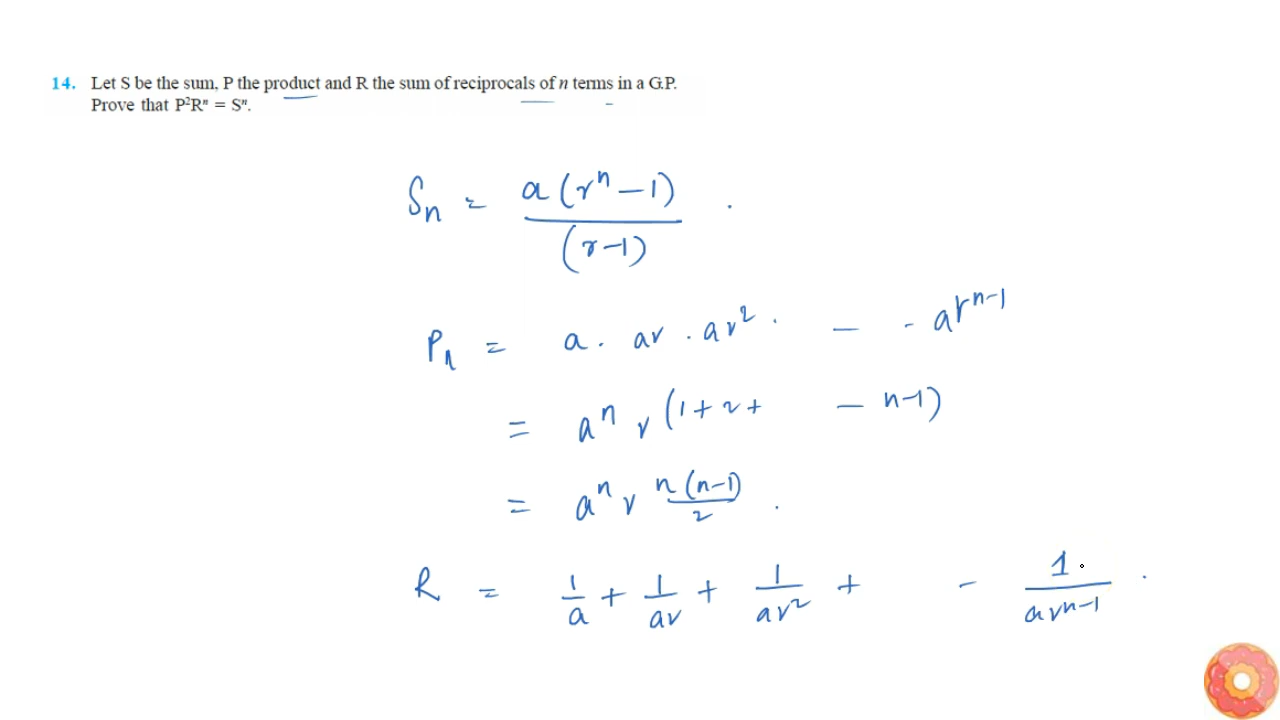 14. Let S be the sum, P the product and R the sum of reciprocals of n terms in a G.P.
Prove that P²Rⁿ = Sⁿ.
Sₙ = a(rⁿ−1) / (r−1) .
Pₙ = a . ar . ar² . − - arⁿ⁻¹
= aⁿ r^(1+2+ − n−1)
= aⁿ r^(n(n−1)/2) .
R = 1/a + 1/ar + 1/ar² + − 1/arⁿ⁻¹ .